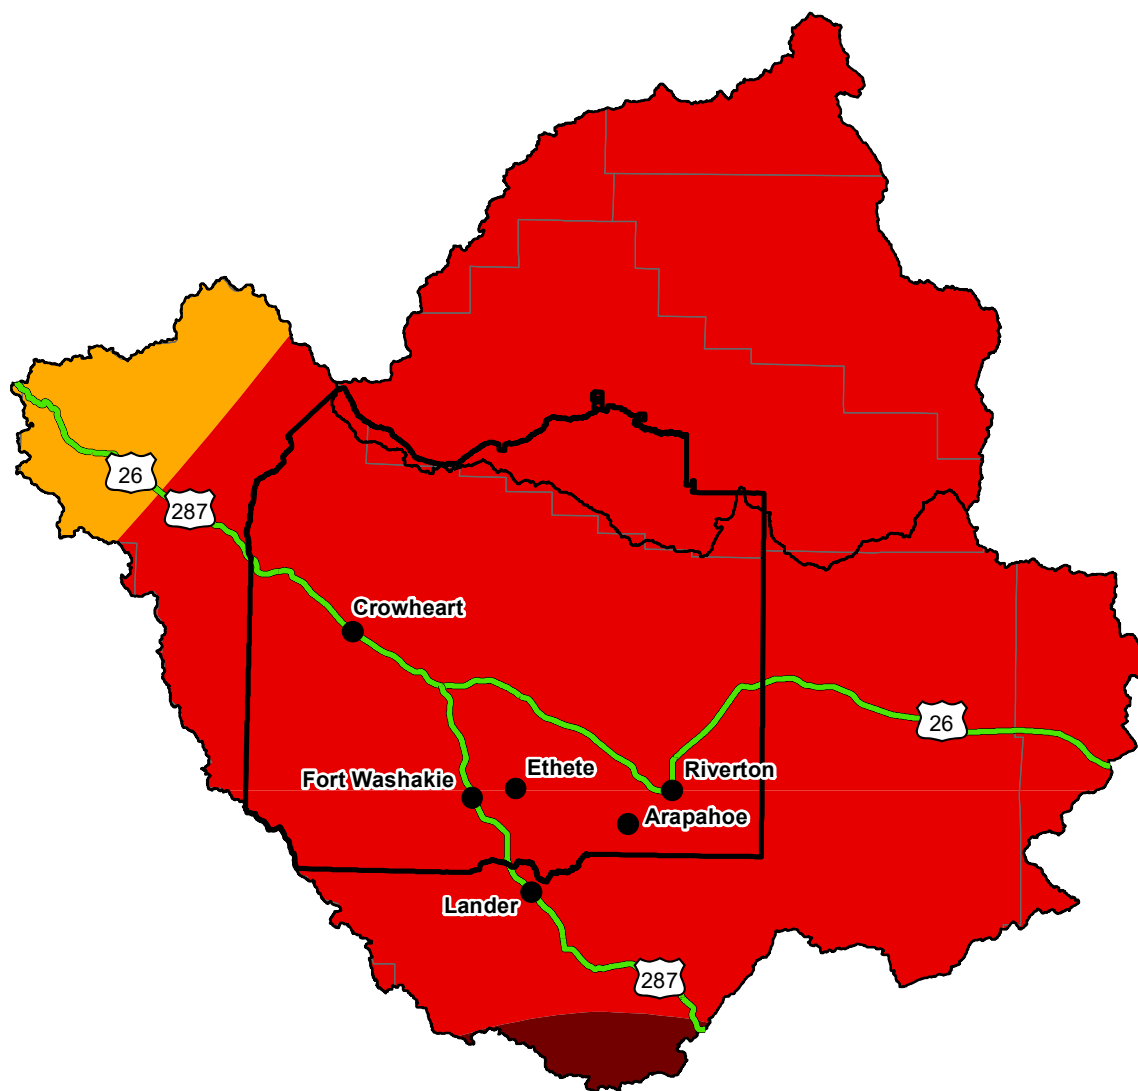 26
287
Crowheart
26
Ethete
Riverton
Fort Washakie
Arapahoe
Lander
287